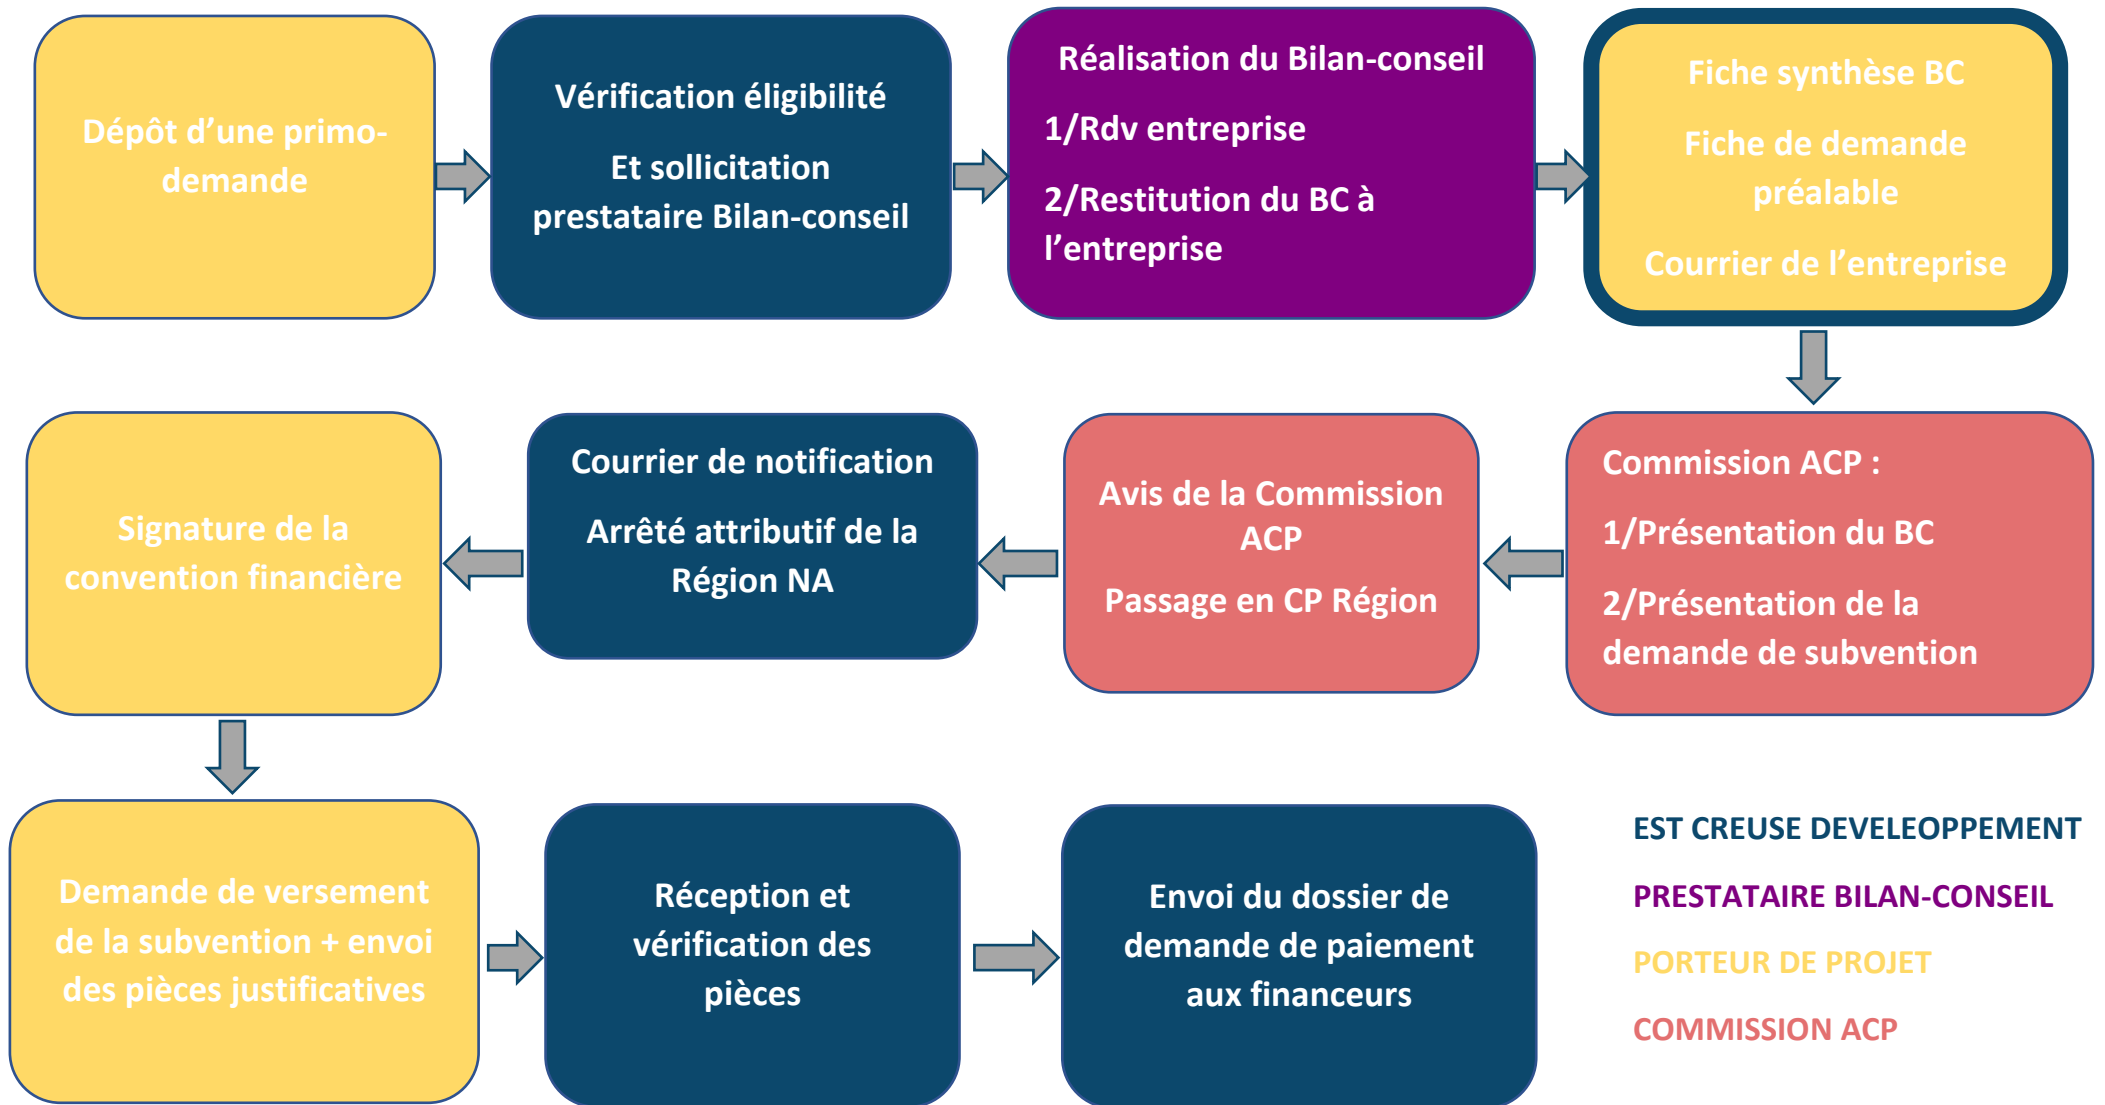 Dépôt d’une primo-
demande
Vérification éligibilité
Et sollicitation
prestataire Bilan-conseil
Réalisation du Bilan-conseil
1/Rdv entreprise
2/Restitution du BC à
l’entreprise
Fiche synthèse BC
Fiche de demande
préalable
Courrier de l’entreprise
Commission ACP :
1/Présentation du BC
2/Présentation de la
demande de subvention
Avis de la Commission
ACP
Passage en CP Région
Courrier de notification
Arrêté attributif de la
Région NA
Signature de la
convention financière
Demande de versement
de la subvention + envoi
des pièces justificatives
Réception et
vérification des
pièces
Envoi du dossier de
demande de paiement
aux financeurs
EST CREUSE DEVELEOPPEMENT
PRESTATAIRE BILAN-CONSEIL
PORTEUR DE PROJET
COMMISSION ACP